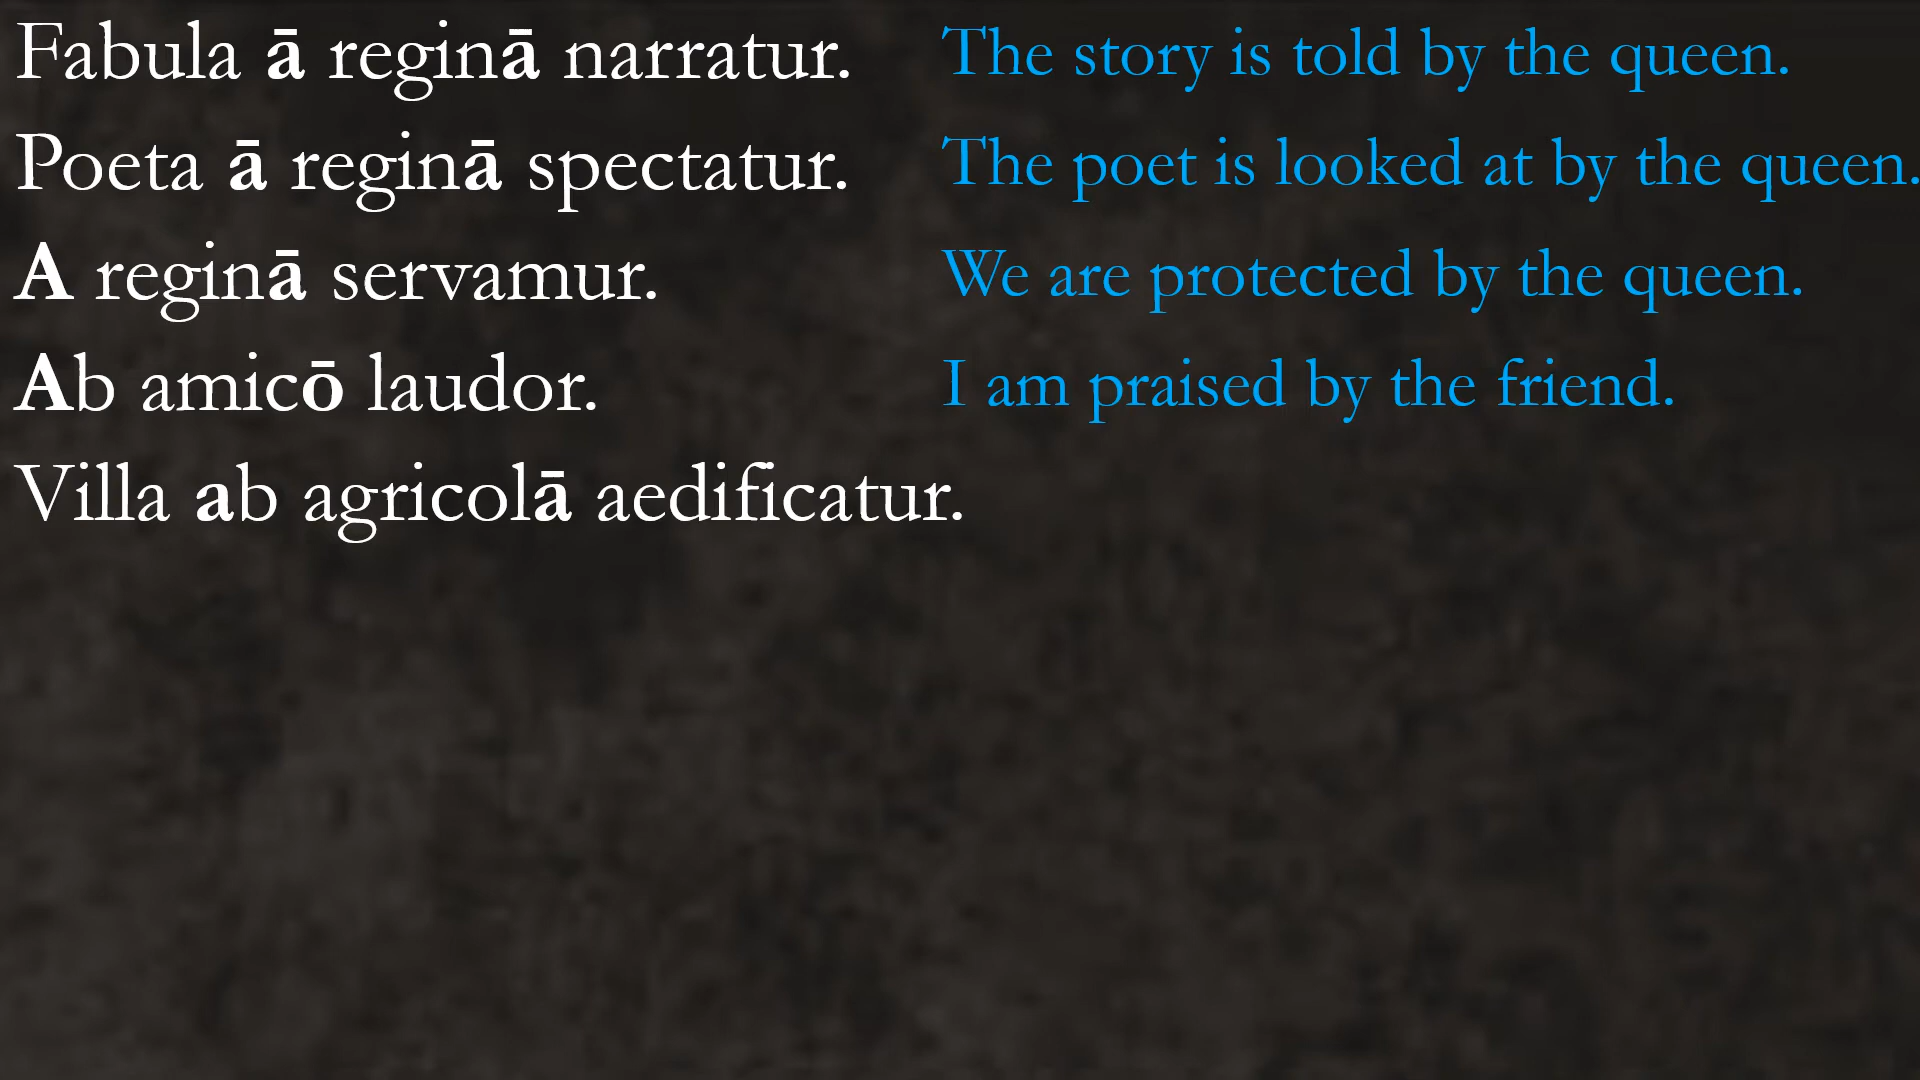 Fabula ā reginā narratur. The story is told by the queen.
Poeta ā reginā spectatur. The poet is looked at by the queen.
A reginā servamur. We are protected by the queen.
Ab amicō laudor. I am praised by the friend.
Villa ab agricolā aedificatur.